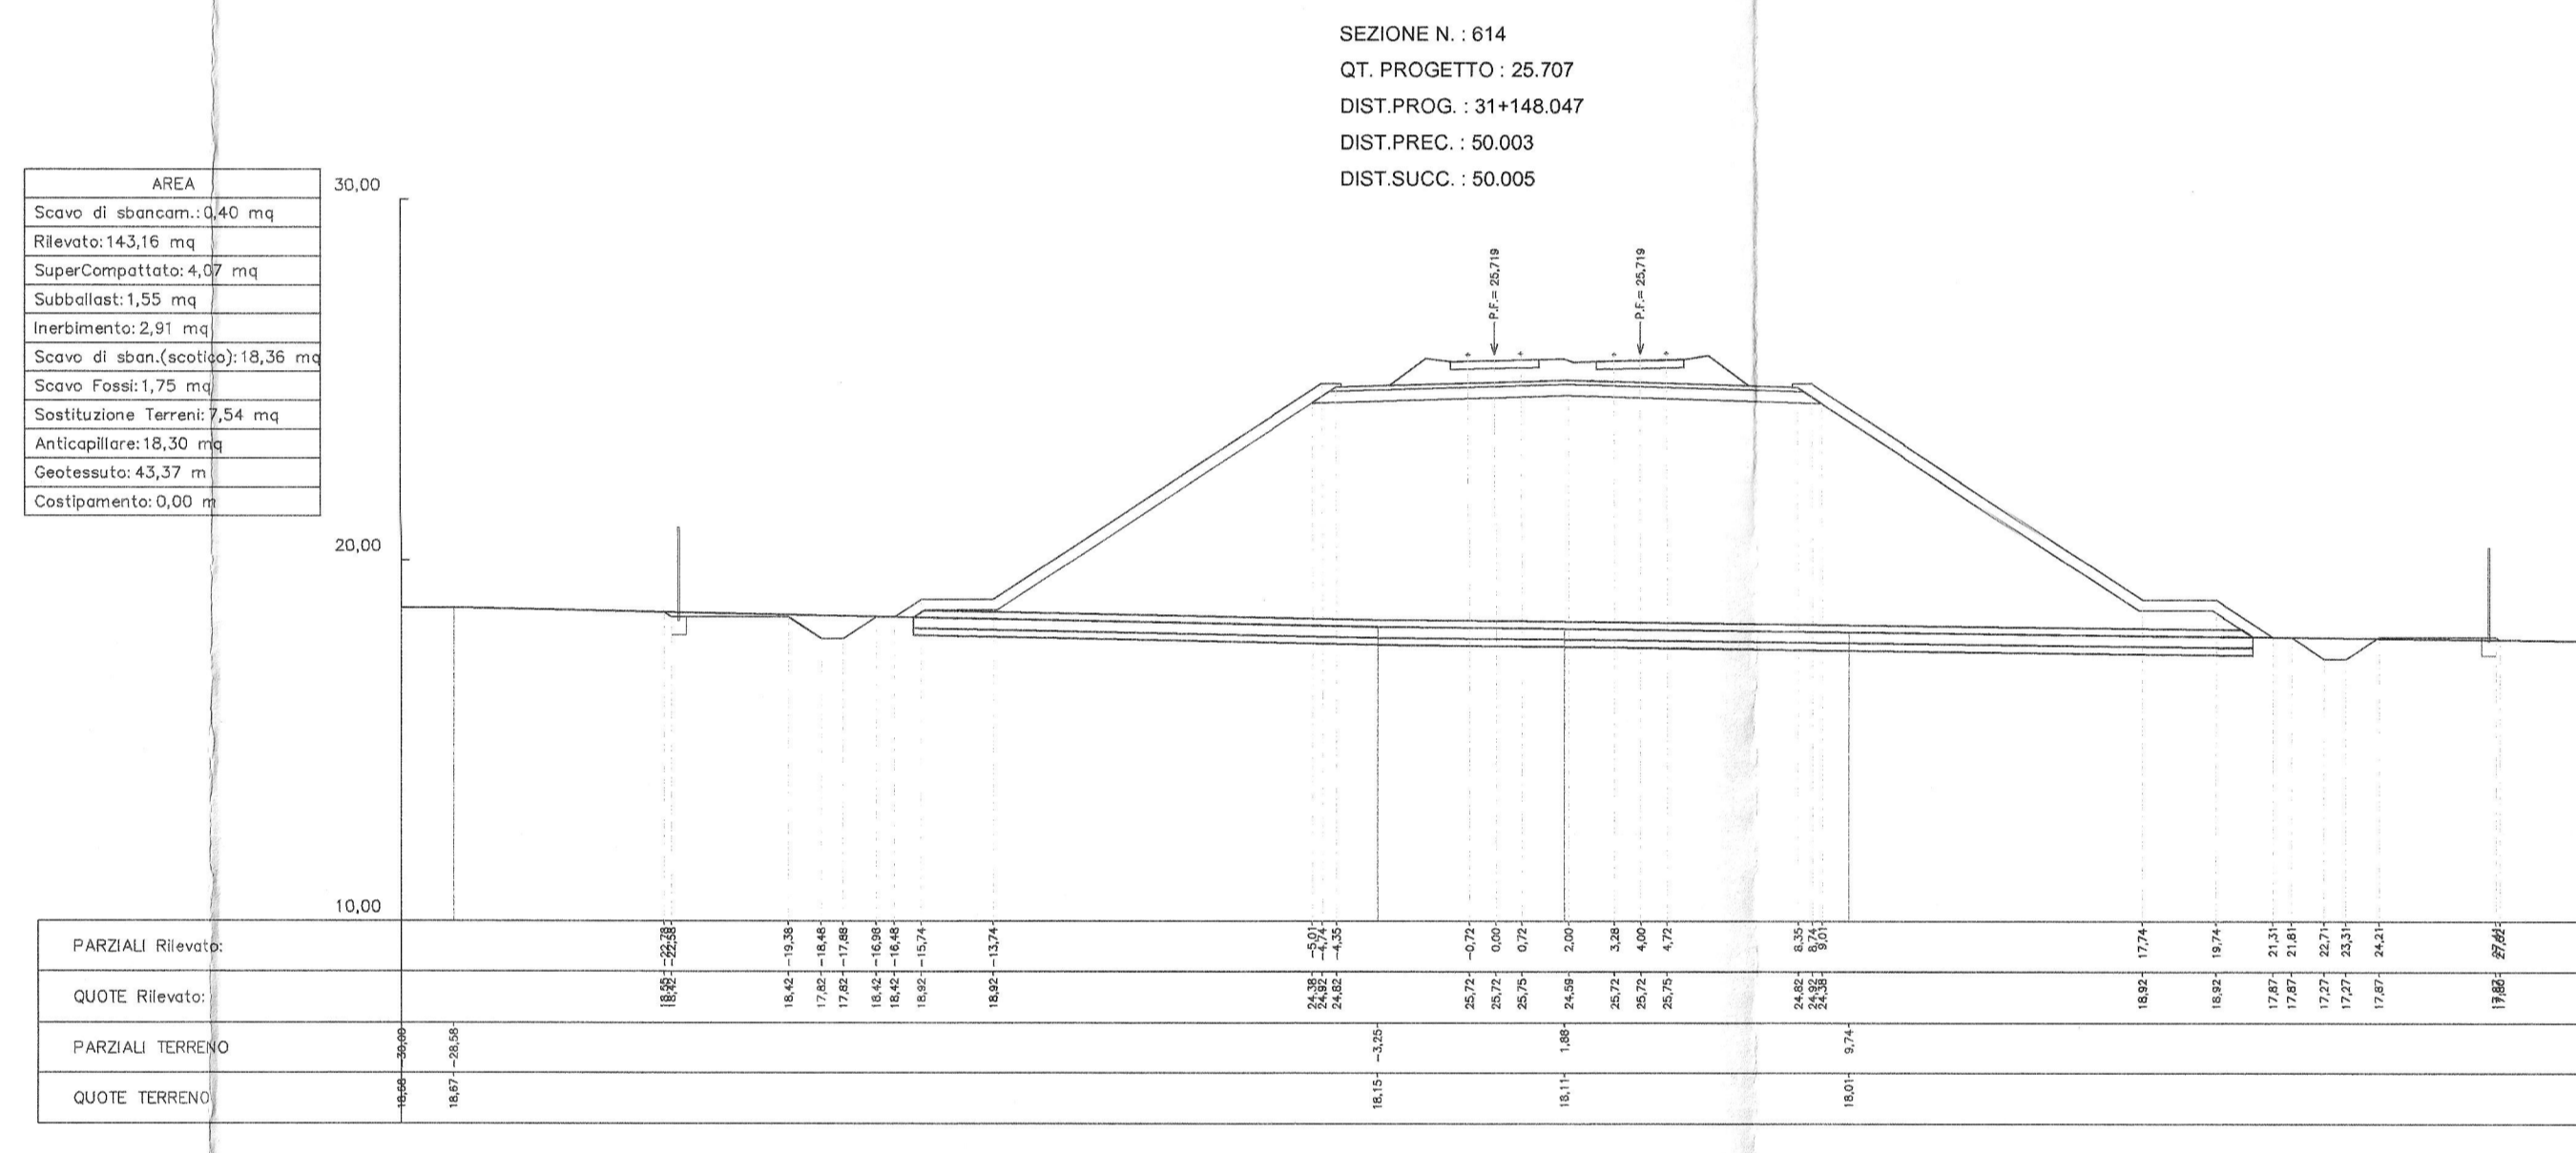 SEZIONE N. : 614
QT. PROGETTO : 25.707
DIST.PROG. : 31+148.047
DIST.PREC. : 50.003
DIST.SUCC. : 50.005
AREA
Scavo di sbancam.: 0,40 mq
Rilevato: 143,16 mq
SuperCompattato: 4,07 mq
Subballast: 1,55 mq
Inerbimento: 2,91 mq
Scavo di sban.(scotico): 18,36 mq
Scavo Fossi: 1,75 mq
Sostituzione Terreni: 7,54 mq
Anticapillare: 18,30 mq
Geotessuto: 43,37 m
Costipamento: 0,00 m
30,00
20,00
10,00
P.F.= 25,719
P.F.= 25,719
PARZIALI Rilevato: -22,58 -19,38 -18,48 -17,88 -16,98 -16,48 -15,74 -13,74 -5,01 -4,74 -4,35 -0,72 0,00 0,72 2,00 3,28 4,00 4,72 8,35 8,74 9,01 17,74 19,74 21,31 21,81 22,71 23,31 24,21
QUOTE Rilevato: 18,55 18,42 18,42 17,82 17,82 18,42 18,42 18,92 18,92 24,38 24,92 24,82 25,72 25,72 25,75 24,59 25,72 25,72 25,75 24,82 24,92 24,38 18,92 18,92 17,87 17,87 17,27 17,27 17,87
PARZIALI TERRENO -30,00 -28,58 -3,25 1,88 9,74
QUOTE TERRENO 18,68 18,67 18,15 18,11 18,01